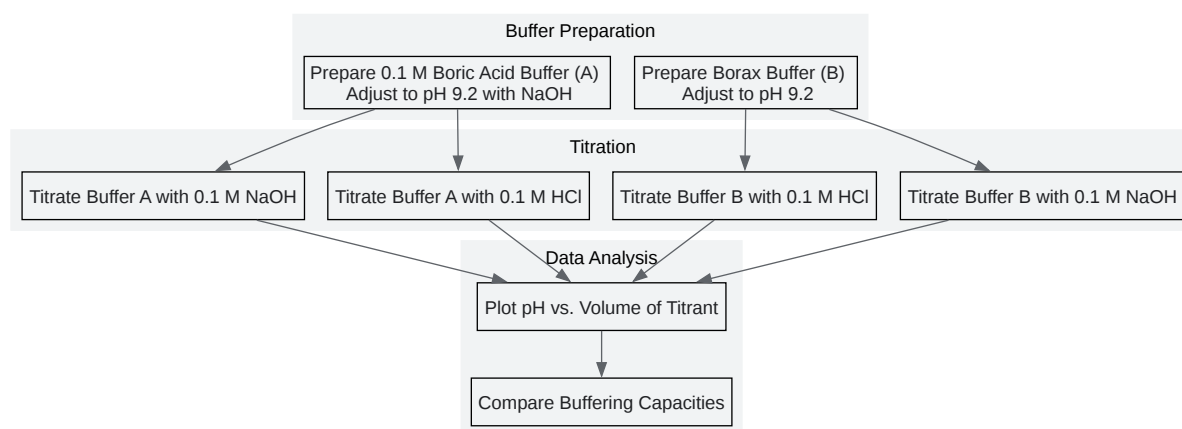 Buffer Preparation
Prepare 0.1 M Boric Acid Buffer (A)
Adjust to pH 9.2 with NaOH
Prepare Borax Buffer (B)
Adjust to pH 9.2
Titration
Titrate Buffer A with 0.1 M NaOH
Titrate Buffer A with 0.1 M HCl
Titrate Buffer B with 0.1 M HCl
Titrate Buffer B with 0.1 M NaOH
Data Analysis
Plot pH vs. Volume of Titrant
Compare Buffering Capacities